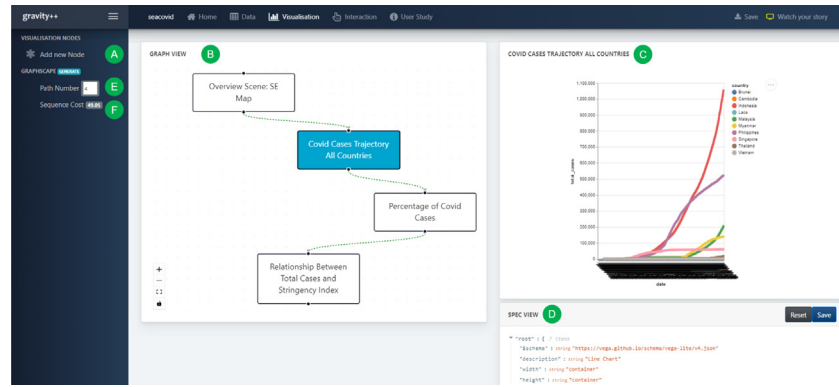 gravity++
seacovid
Home
Data
Visualisation
Interaction
User Study
Save
Watch your story
VISUALISATION NODES
Add new Node
A
GRAPHSCAPE GENERATE
Path Number 4
E
Sequence Cost 49.05
F
GRAPH VIEW
B
Overview Scene: SE
Map
Covid Cases Trajectory
All Countries
Percentage of Covid
Cases
Relationship Between
Total Cases and
Stringency Index
COVID CASES TRAJECTORY ALL COUNTRIES
C
1,100,000
1,000,000
900,000
800,000
700,000
600,000
500,000
400,000
300,000
200,000
100,000
0
total_cases
date
country
Brunei
Cambodia
Indonesia
Laos
Malaysia
Myanmar
Philippines
Singapore
Thailand
Vietnam
SPEC VIEW
D
Reset
Save
"root" : { 7 items
"$schema" : string "https://vega.github.io/schema/vega-lite/v4.json"
"description" : string "Line Chart"
"width" : string "container"
"height" : string "container"